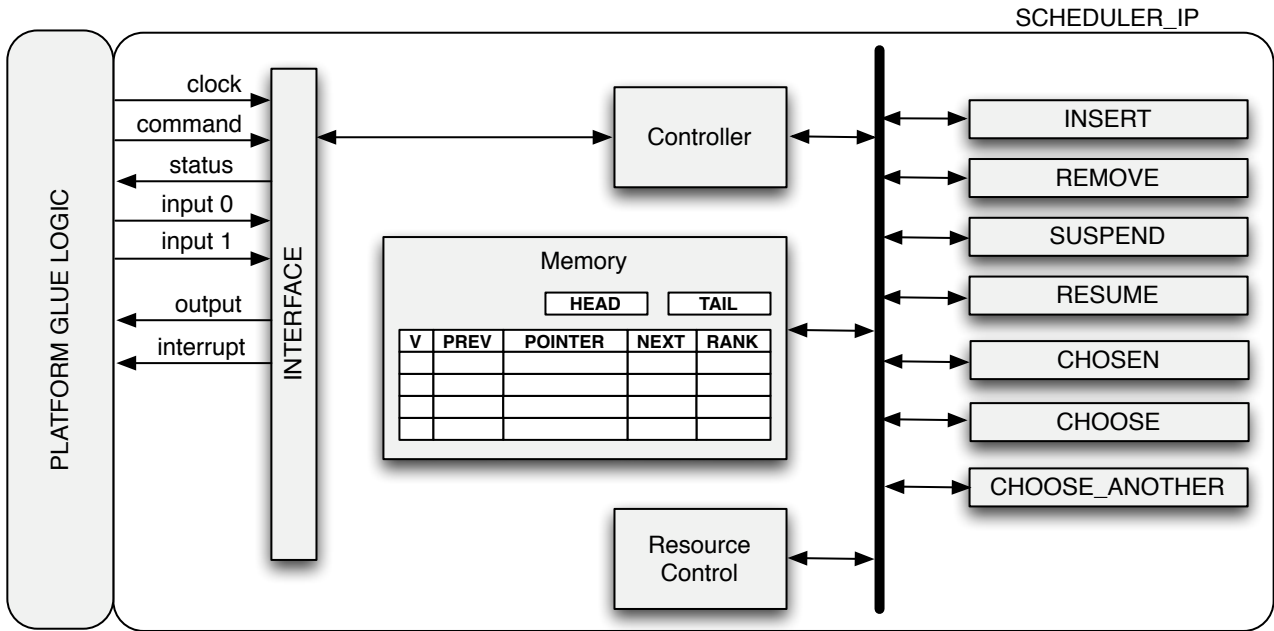 SCHEDULER_IP
PLATFORM GLUE LOGIC
clock
command
status
input 0
input 1
output
interrupt
INTERFACE
Controller
Memory
HEAD TAIL
V PREV POINTER NEXT RANK
Resource
Control
INSERT
REMOVE
SUSPEND
RESUME
CHOSEN
CHOOSE
CHOOSE_ANOTHER